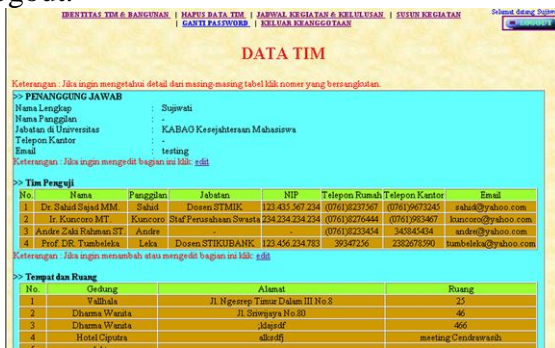 IDENTITAS TIM & BANGUNAN | HAPUS DATA TIM | JADWAL KEGIATAN & KELULUSAN | SUSUN KEGIATAN
| GANTI PASSWORD | KELUAR KEANGGOTAAN
Selamat datang Sujiwati
LOGOUT
DATA TIM
Keterangan : Jika ingin mengetahui detail dari masing-masing tabel klik nomer yang bersangkutan.
>> PENANGGUNG JAWAB
Nama Lengkap : Sujiwati
Nama Panggilan : -
Jabatan di Universitas : KABAG Kesejahteraan Mahasiswa
Telepon Kantor : -
Email : testing
Keterangan : Jika ingin mengedit bagian ini klik: edit
>> Tim Penguji
No. Nama Panggilan Jabatan NIP Telepon Rumah Telepon Kantor Email
1 Dr. Sahid Sajad MM. Sahid Dosen STMIK 123.435.567.234 (0761)8237567 (0761)9673245 sahid@yahoo.com
2 Ir. Kuncoro MT. Kuncoro Staf Perusahaan Swasta 234.234.234.234 (0761)8276444 (0761)983467 kuncoro@yahoo.com
3 Andre Zaki Rahman ST. Andre - - (0761)8233454 345845434 andre@yahoo.com
4 Prof. DR. Tumbeleka Leka Dosen STIKUBANK 123.456.234.783 39347256 2382678590 tumbeleka@yahoo.com
Keterangan : Jika ingin menambah atau mengedit bagian ini klik: edit
>> Tempat dan Ruang
No. Gedung Alamat Ruang
1 Vallhala Jl. Ngesrep Timur Dalam III No.8 25
2 Dharma Wanita Jl. Sriwijaya No.80 46
3 Dharma Wanita ;klajsdf 466
4 Hotel Ciputra alksdfj meeting Cendrawasih